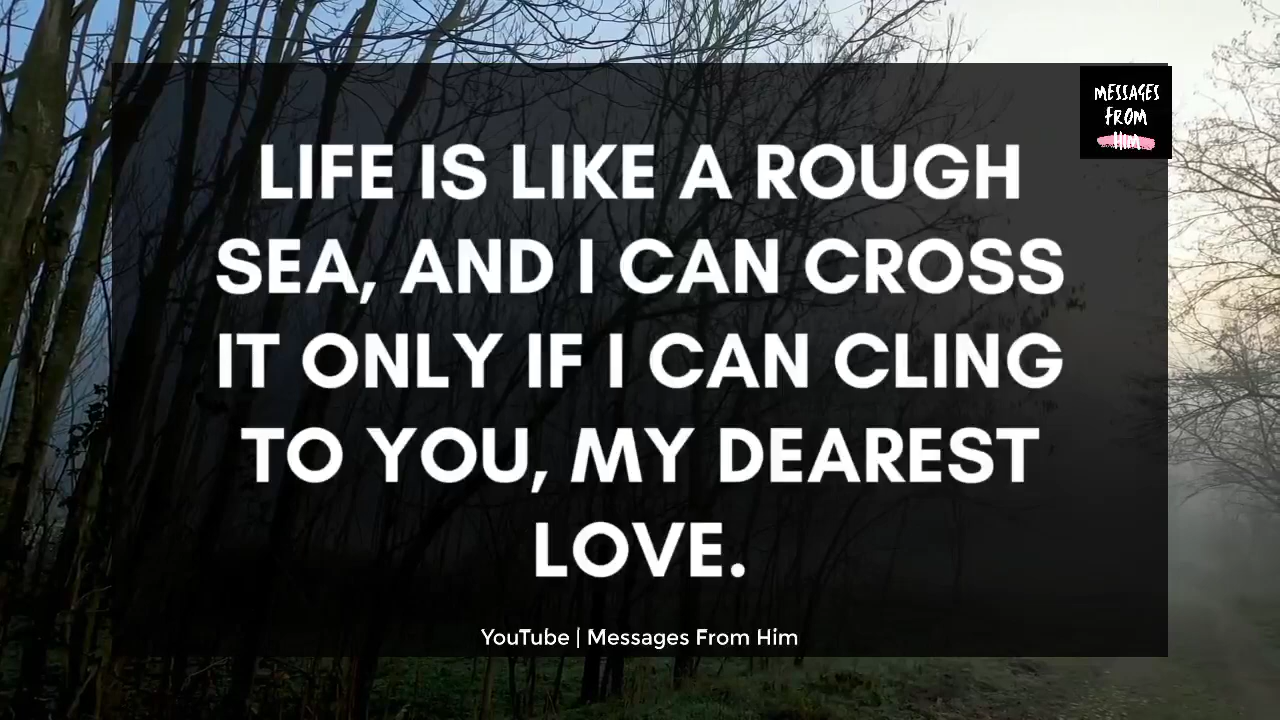 MESSAGES
FROM
HIM
LIFE IS LIKE A ROUGH
SEA, AND I CAN CROSS
IT ONLY IF I CAN CLING
TO YOU, MY DEAREST
LOVE.
YouTube | Messages From Him